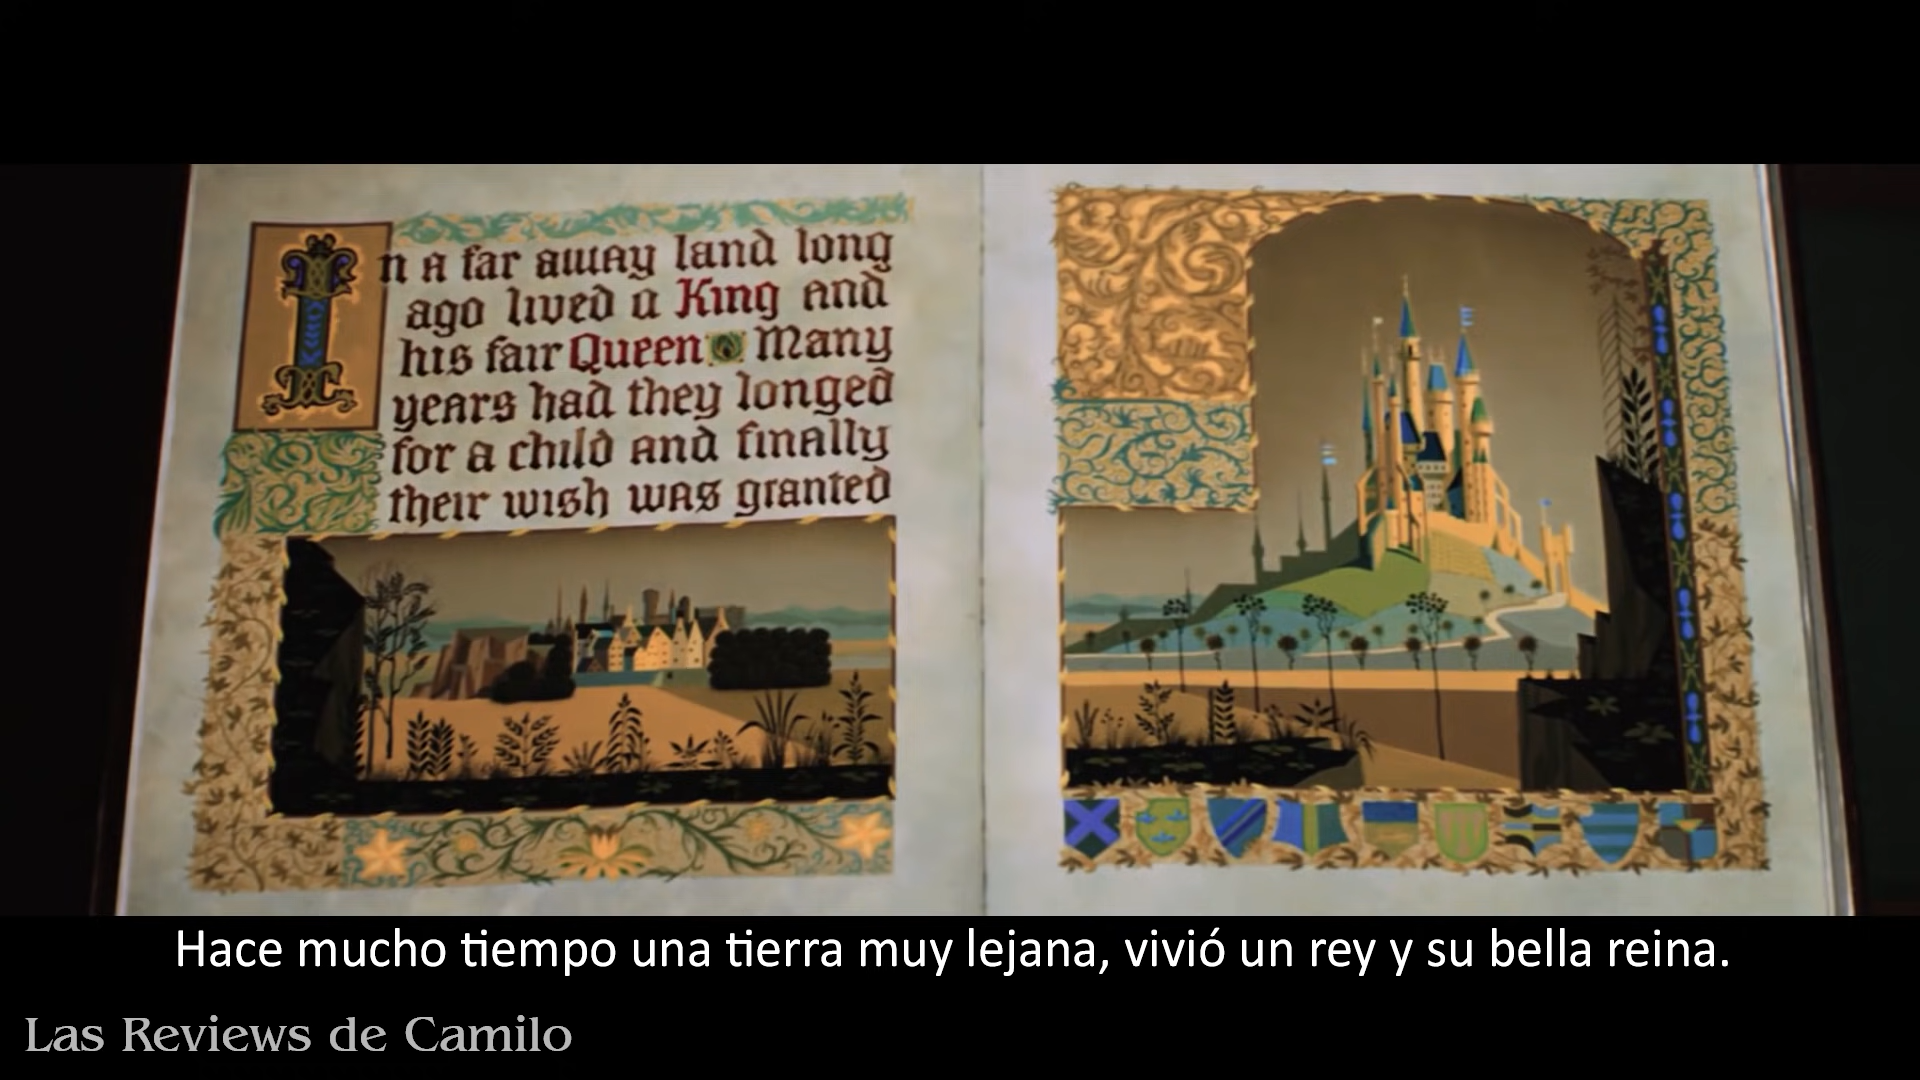 In a far away land long
ago lived a King and
his fair Queen Many
years had they longed
for a child and finally
their wish was granted
Hace mucho tiempo una tierra muy lejana, vivió un rey y su bella reina.
Las Reviews de Camilo